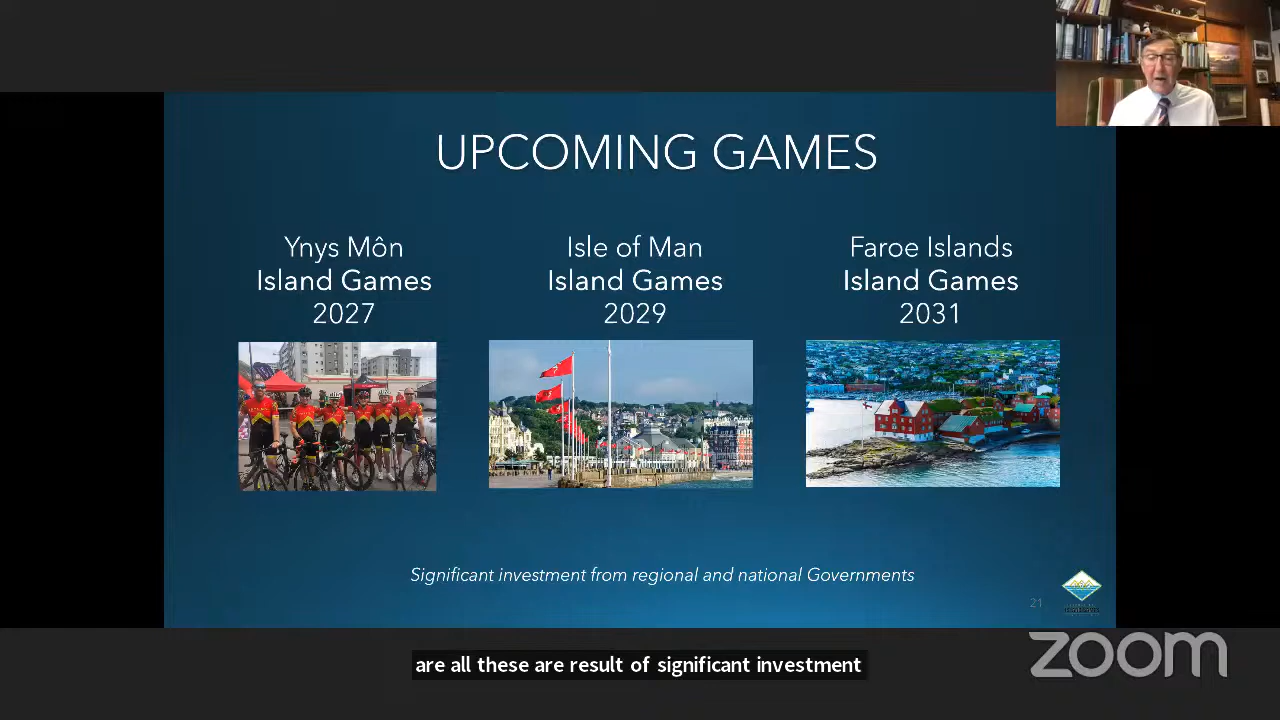 UPCOMING GAMES
Ynys Môn
Island Games
2027
Isle of Man
Island Games
2029
Faroe Islands
Island Games
2031
Significant investment from regional and national Governments
21
are all these are result of significant investment
zoom